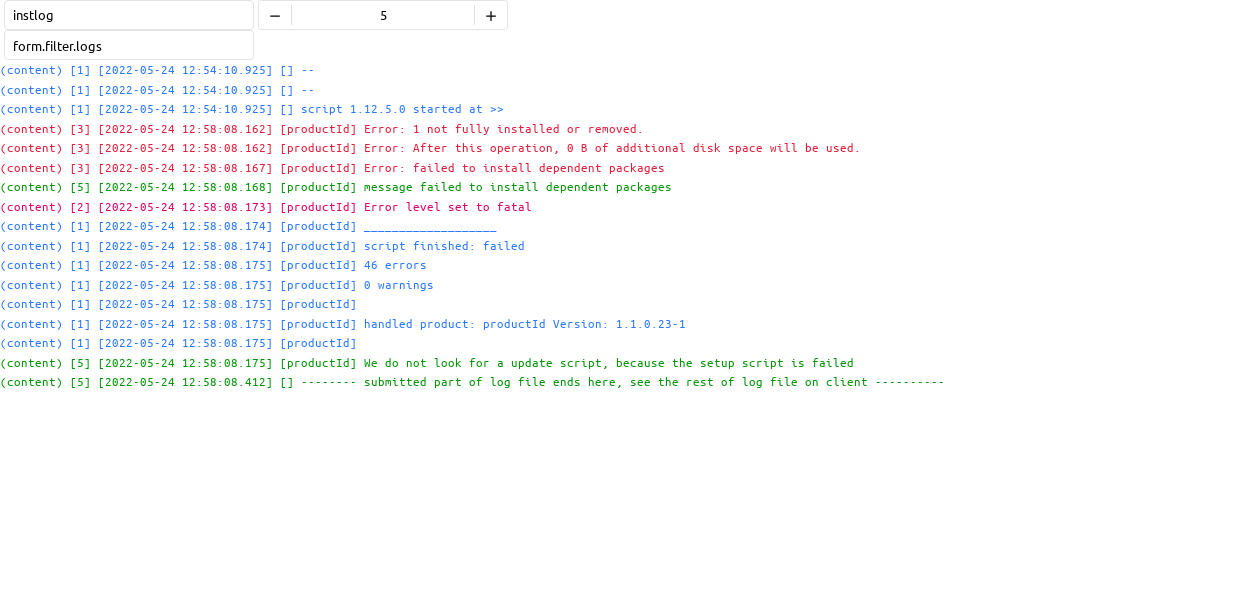 instlog
− 5 +
form.filter.logs
(content) [1] [2022-05-24 12:54:10.925] [] --
(content) [1] [2022-05-24 12:54:10.925] [] --
(content) [1] [2022-05-24 12:54:10.925] [] script 1.12.5.0 started at >>
(content) [3] [2022-05-24 12:58:08.162] [productId] Error: 1 not fully installed or removed.
(content) [3] [2022-05-24 12:58:08.162] [productId] Error: After this operation, 0 B of additional disk space will be used.
(content) [3] [2022-05-24 12:58:08.167] [productId] Error: failed to install dependent packages
(content) [5] [2022-05-24 12:58:08.168] [productId] message failed to install dependent packages
(content) [2] [2022-05-24 12:58:08.173] [productId] Error level set to fatal
(content) [1] [2022-05-24 12:58:08.174] [productId] ___________________
(content) [1] [2022-05-24 12:58:08.174] [productId] script finished: failed
(content) [1] [2022-05-24 12:58:08.175] [productId] 46 errors
(content) [1] [2022-05-24 12:58:08.175] [productId] 0 warnings
(content) [1] [2022-05-24 12:58:08.175] [productId]
(content) [1] [2022-05-24 12:58:08.175] [productId] handled product: productId Version: 1.1.0.23-1
(content) [1] [2022-05-24 12:58:08.175] [productId]
(content) [5] [2022-05-24 12:58:08.175] [productId] We do not look for a update script, because the setup script is failed
(content) [5] [2022-05-24 12:58:08.412] [] -------- submitted part of log file ends here, see the rest of log file on client ----------